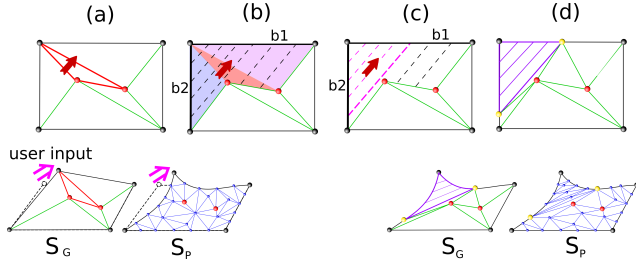 (a) (b) (c) (d)
b1 b1
b2 b2
user input
S G S P S G S P